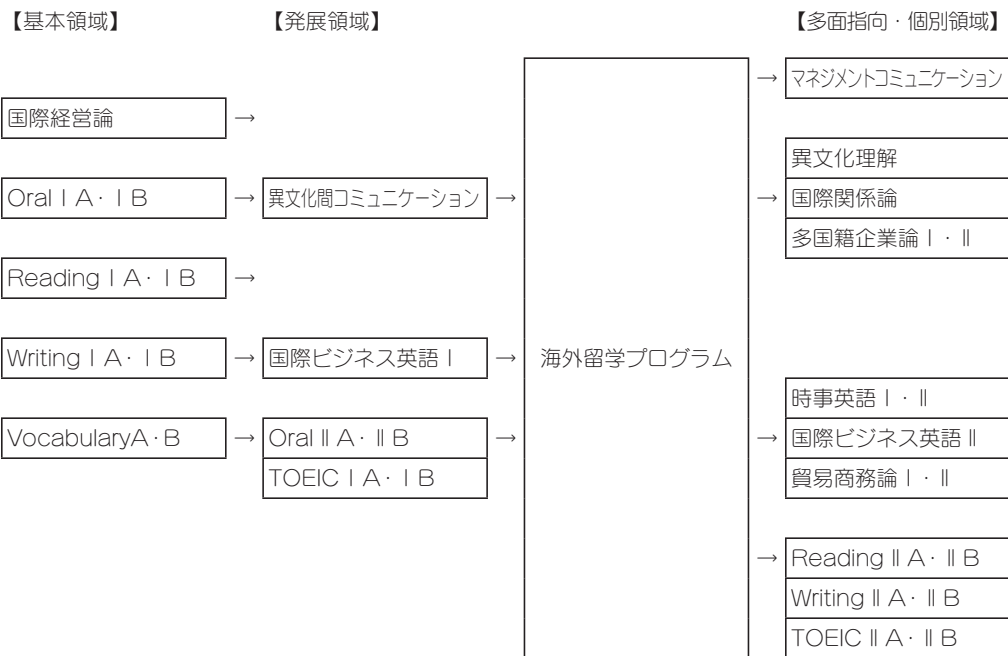 【基本領域】 【発展領域】 【多面指向・個別領域】
→ マネジメントコミュニケーション
国際経営論 →
異文化理解
Oral Ⅰ A・Ⅰ B → 異文化間コミュニケーション → → 国際関係論
多国籍企業論Ⅰ・Ⅱ
Reading Ⅰ A・Ⅰ B →
Writing Ⅰ A・Ⅰ B → 国際ビジネス英語Ⅰ → 海外留学プログラム
時事英語Ⅰ・Ⅱ
VocabularyA・B → Oral Ⅱ A・Ⅱ B → → 国際ビジネス英語Ⅱ
TOEIC Ⅰ A・Ⅰ B 貿易商務論Ⅰ・Ⅱ
→ Reading Ⅱ A・Ⅱ B
Writing Ⅱ A・Ⅱ B
TOEIC Ⅱ A・Ⅱ B